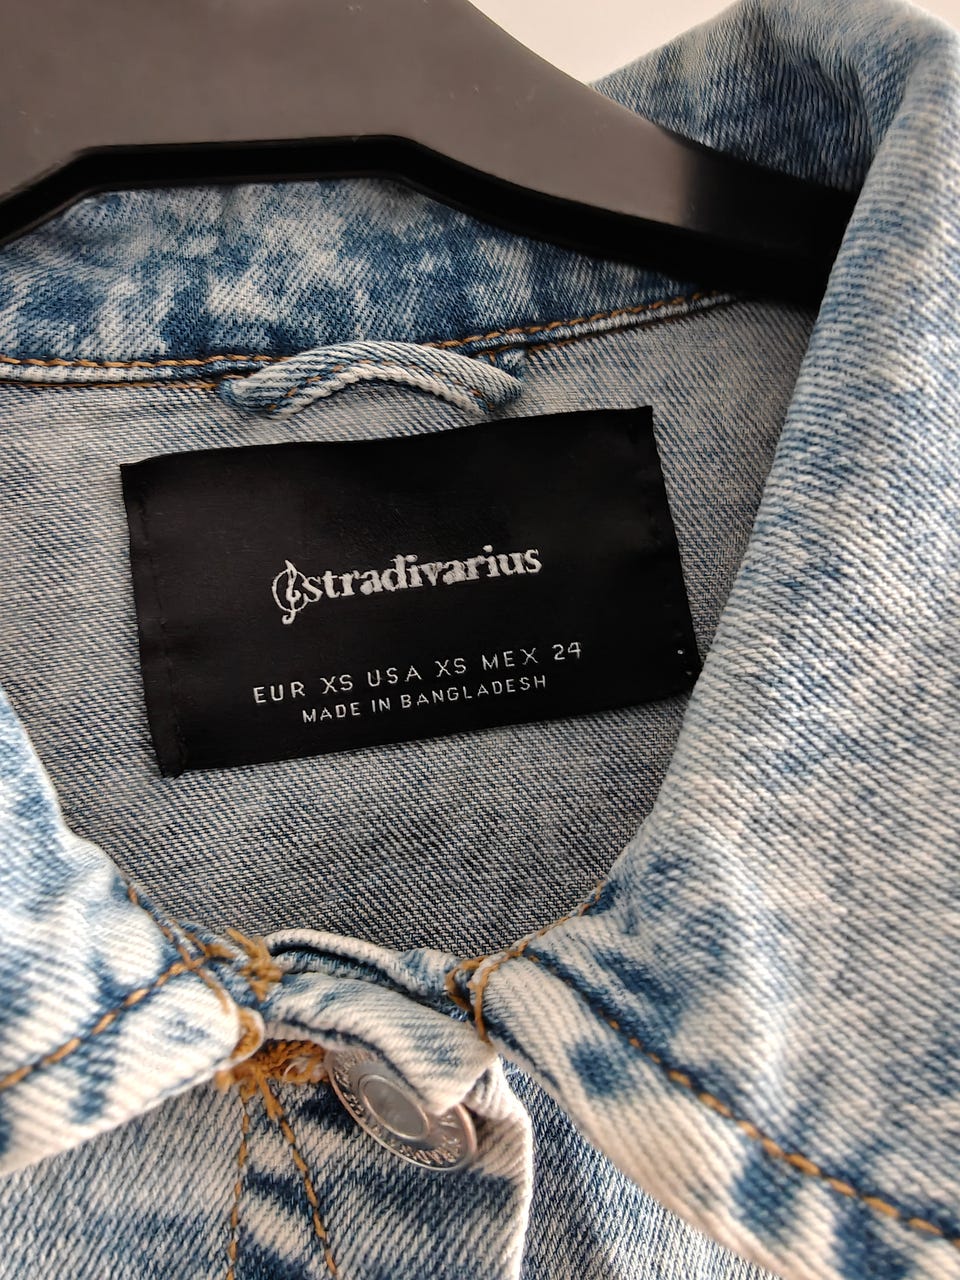 stradivarius
EUR XS USA XS MEX 24
MADE IN BANGLADESH